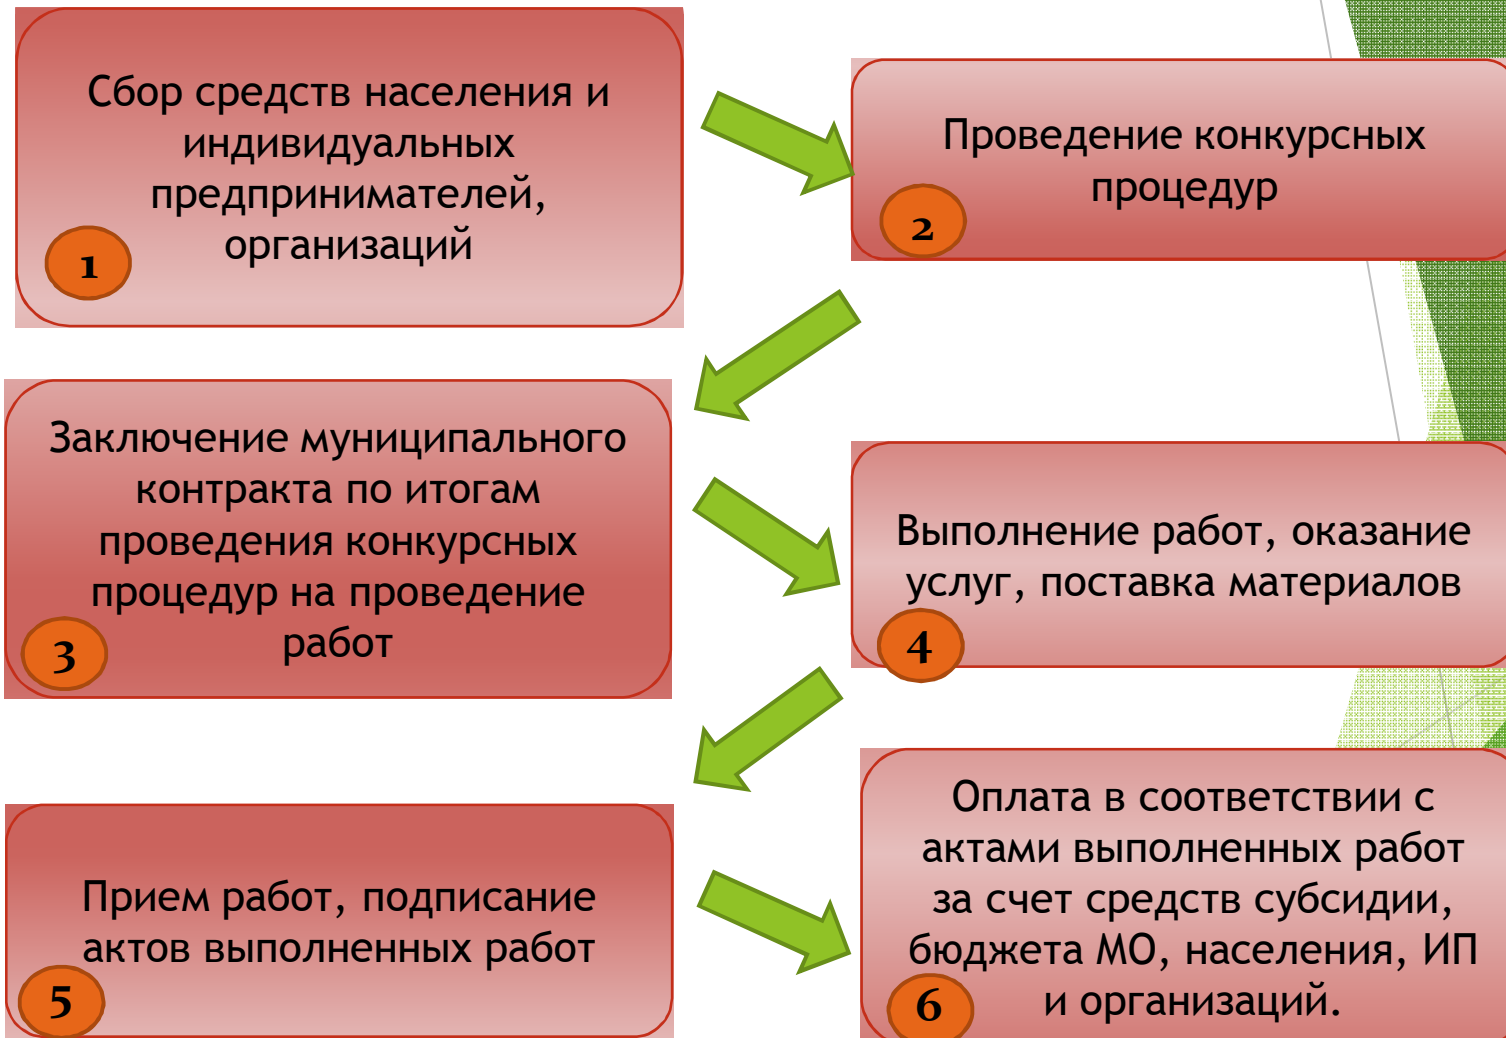 Сбор средств населения и
индивидуальных
предпринимателей,
организаций
1
Проведение конкурсных
процедур
2
Заключение муниципального
контракта по итогам
проведения конкурсных
процедур на проведение
работ
3
Выполнение работ, оказание
услуг, поставка материалов
4
Прием работ, подписание
актов выполненных работ
5
Оплата в соответствии с
актами выполненных работ
за счет средств субсидии,
бюджета МО, населения, ИП
и организаций.
6